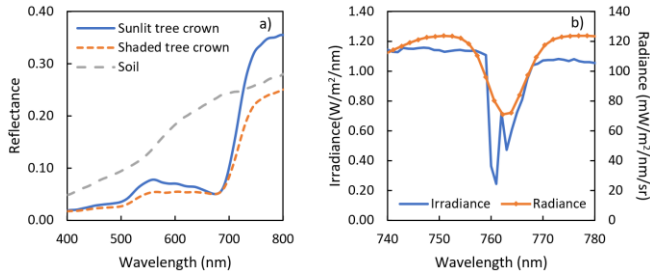 a)
Sunlit tree crown
Shaded tree crown
Soil
0.40
0.30
0.20
0.10
0.00
Reflectance
400 500 600 700 800
Wavelength (nm)
b)
1.40
1.20
1.00
0.80
0.60
0.40
1.20
1.00
Irradiance(W/m²/nm)
140
120
100
80
60
40
20
0
Radiance (mW/m²/nm/sr)
Irradiance Radiance
740 750 760 770 780
Wavelength (nm)